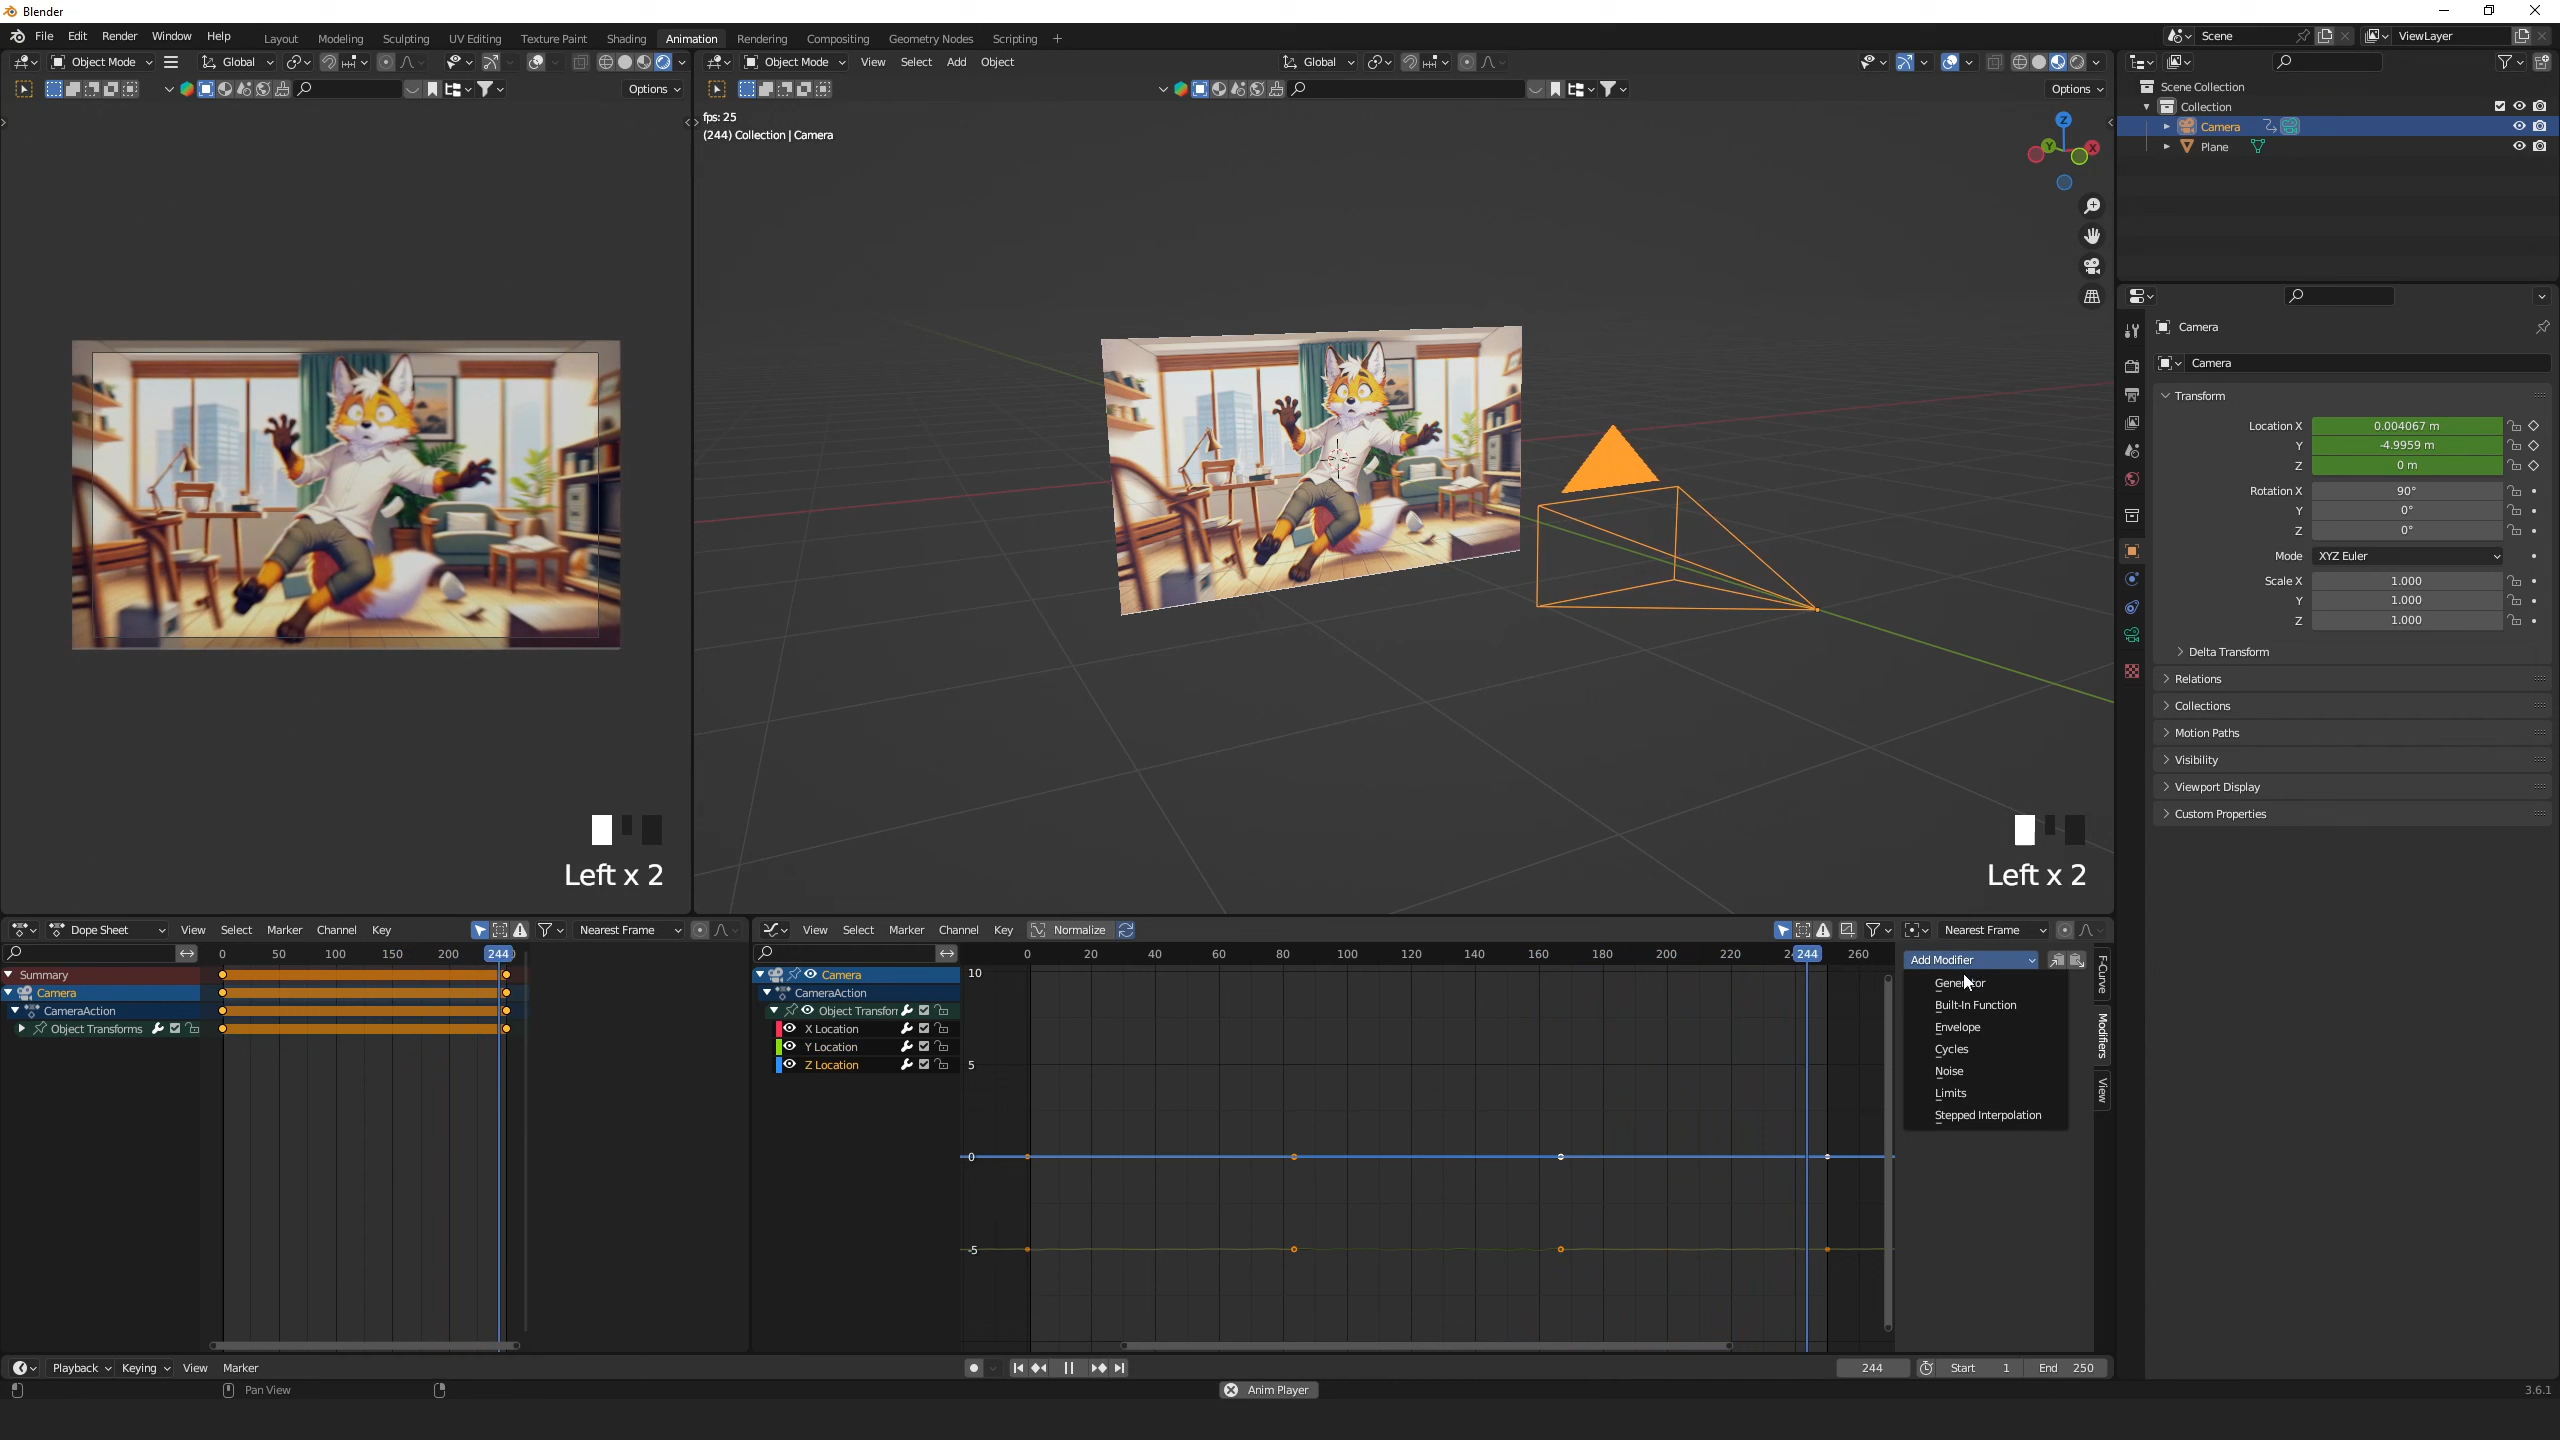 Blender
File Edit Render Window Help Layout Modeling Sculpting UV Editing Texture Paint Shading Animation Rendering Compositing Geometry Nodes Scripting +
Scene ViewLayer
Object Mode Global
Options
Object Mode View Select Add Object Global
Options
fps: 25
(244) Collection | Camera
Z
Y
X
Left x 2
Left x 2
Scene Collection
Collection
Camera
Plane
Camera
Camera
Transform
Location X 0.004067 m
Y -4.9959 m
Z 0 m
Rotation X 90°
Y 0°
Z 0°
Mode XYZ Euler
Scale X 1.000
Y 1.000
Z 1.000
Delta Transform
Relations
Collections
Motion Paths
Visibility
Viewport Display
Custom Properties
Dope Sheet View Select Marker Channel Key Nearest Frame
0 50 100 150 200 244
Summary
Camera
CameraAction
Object Transforms
View Select Marker Channel Key Normalize Nearest Frame
0 20 40 60 80 100 120 140 160 180 200 220 244 260
Camera
CameraAction
Object Transfor
X Location
Y Location
Z Location
10
5
0
-5
Add Modifier
Generator
Built-In Function
Envelope
Cycles
Noise
Limits
Stepped Interpolation
F-Curve
Modifiers
View
Playback Keying View Marker
244 Start 1 End 250
Pan View
Anim Player
3.6.1